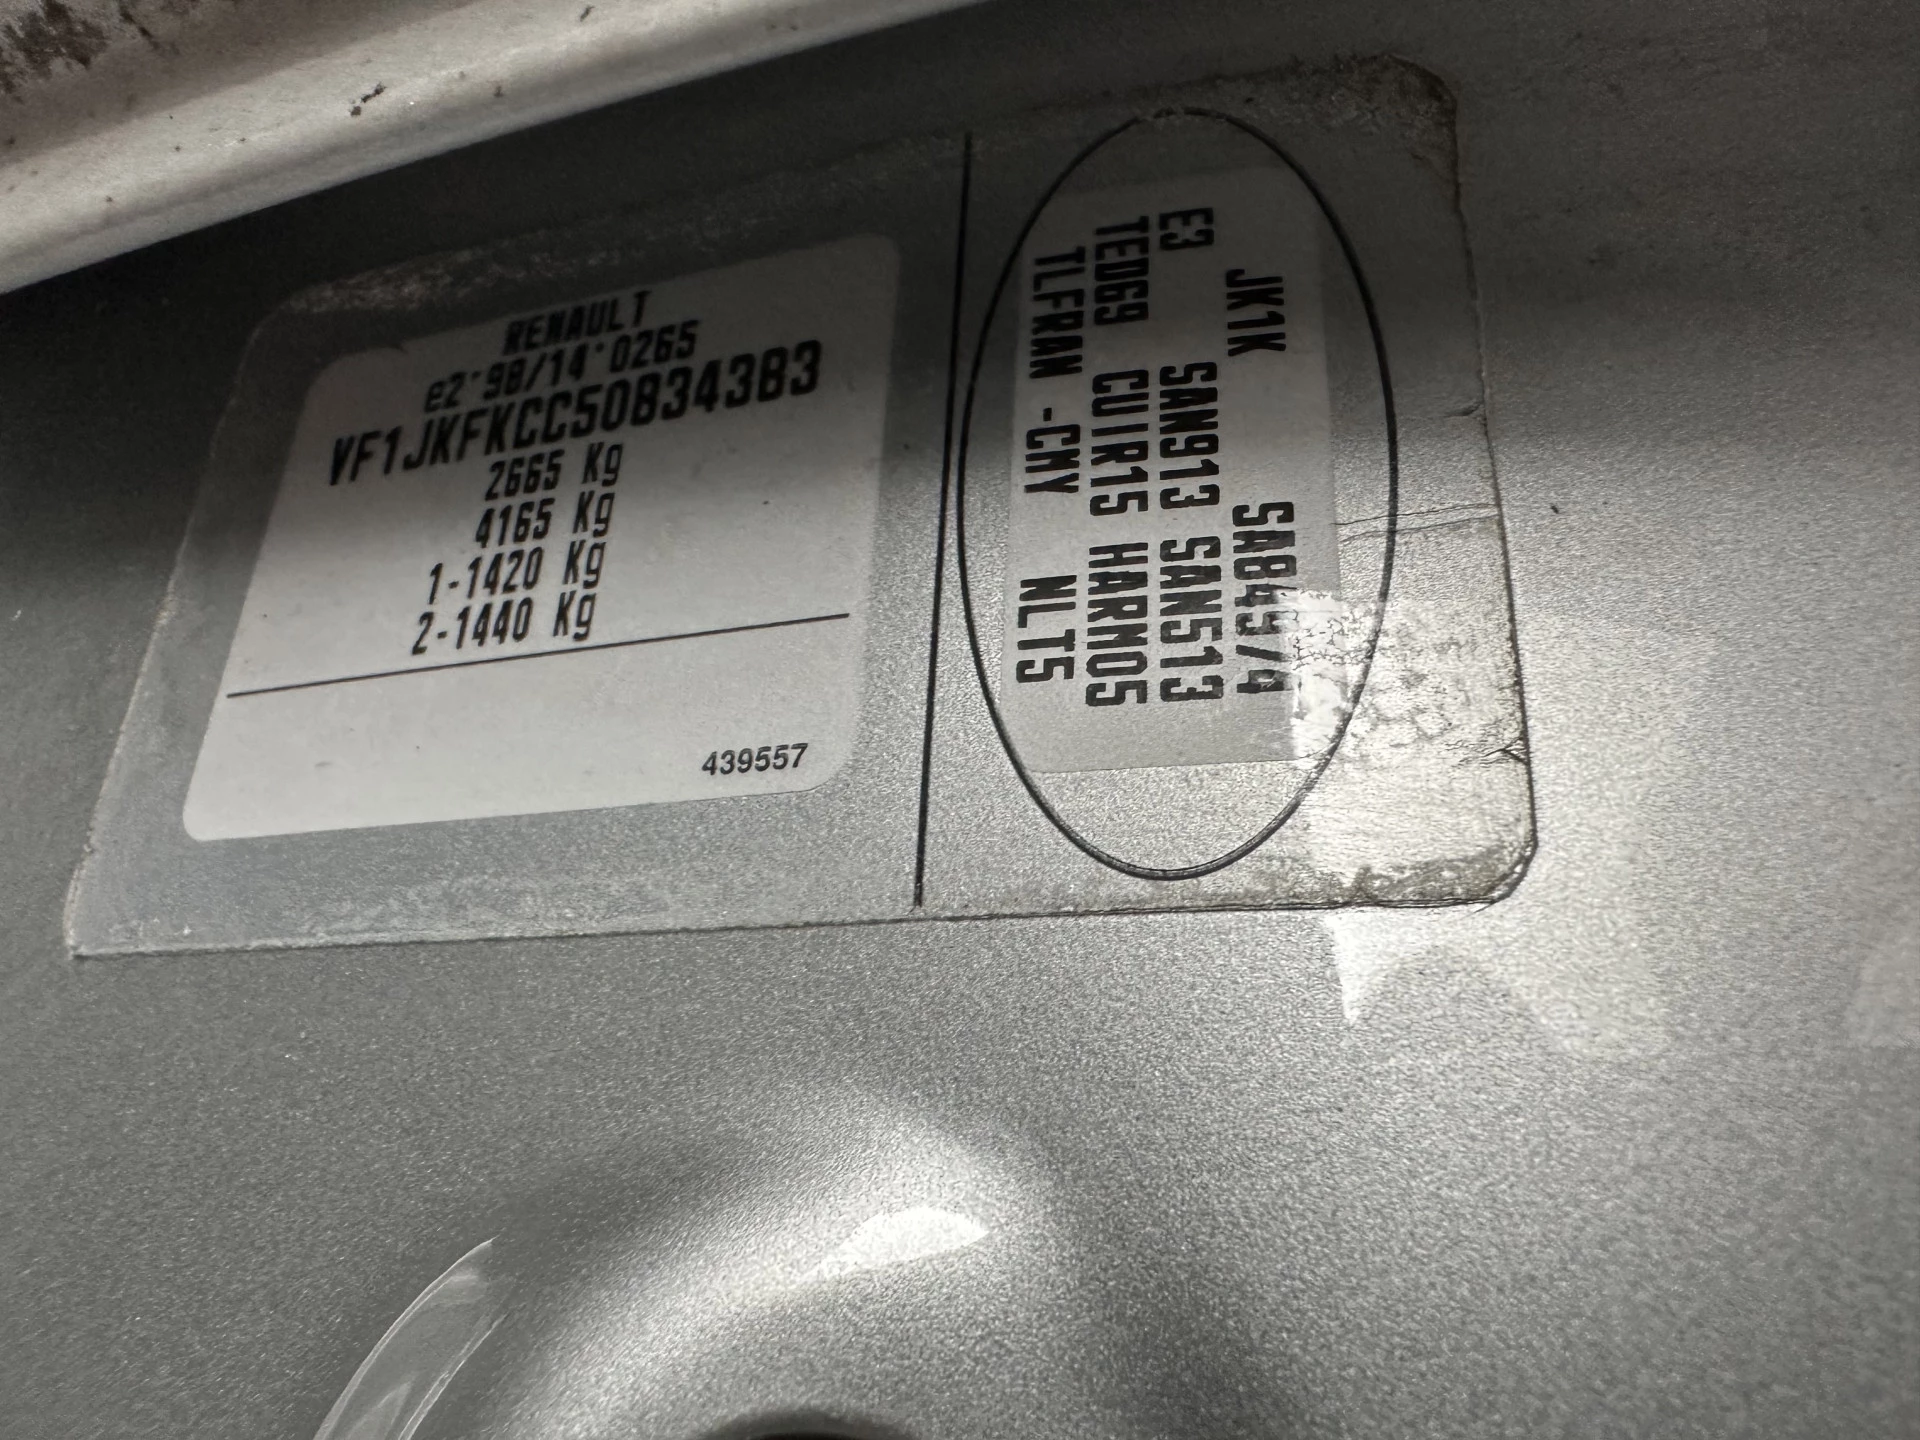 RENAULT
e2*98/14*0265
VF1JKFKCC50834383
2665 Kg
4165 Kg
1-1420 Kg
2-1440 Kg
439557
JK1K SA84974
E3 SAN913 SAN513
TED69 CUIR15 HARM05
TLFRAN -CMY NLT5